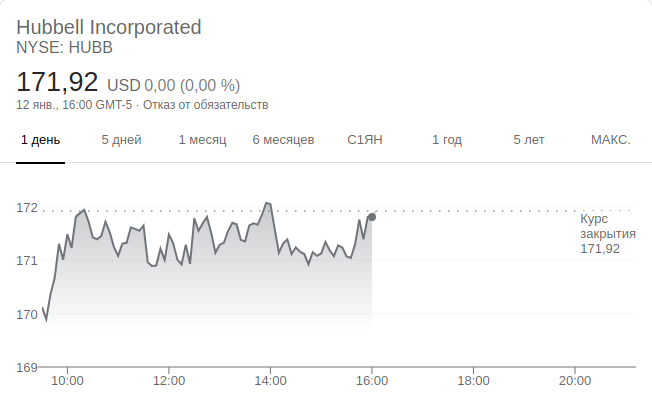 Hubbell Incorporated
NYSE: HUBB
171,92 USD 0,00 (0,00 %)
12 янв., 16:00 GMT-5 · Отказ от обязательств
1 день 5 дней 1 месяц 6 месяцев С1ЯН 1 год 5 лет МАКС.
172
Курс
закрытия
171,92
171
170
169
10:00 12:00 14:00 16:00 18:00 20:00